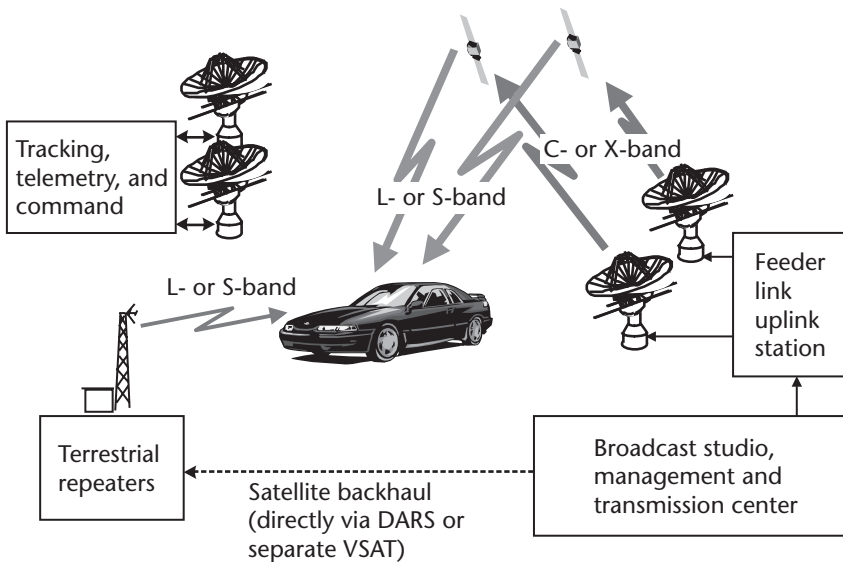 Tracking,
telemetry, and
command
C- or X-band
L- or S-band
Feeder
link
uplink
station
L- or S-band
Terrestrial
repeaters
Satellite backhaul
(directly via DARS or
separate VSAT)
Broadcast studio,
management and
transmission center